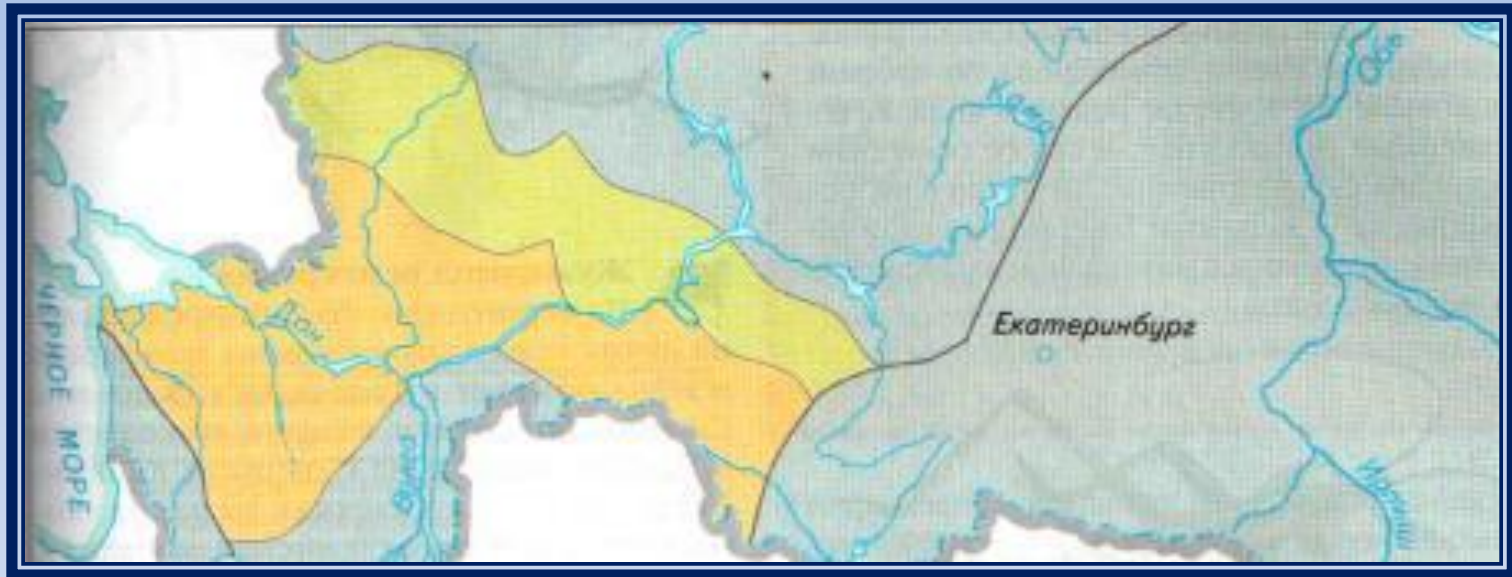 Обь
Кама
Екатеринбург
Дон
ЧЕРНОЕ МОРЕ
Волга
Иртыш